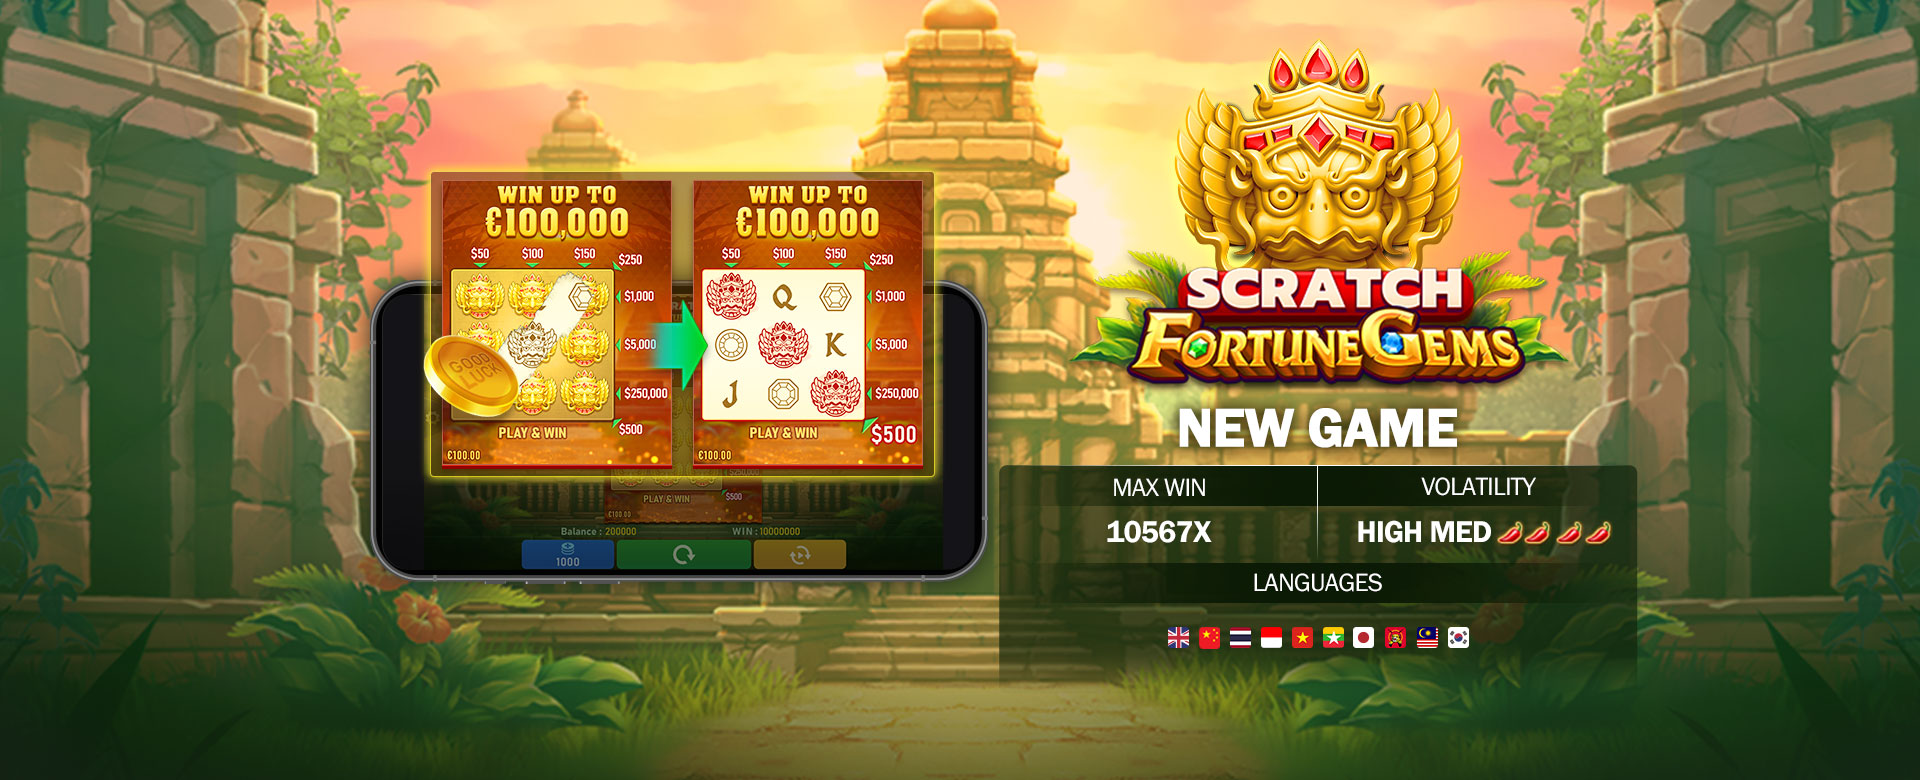 WIN UP TO
€100,000
$50 $100 $150 $250
$1,000
$5,000
$250,000
$500
GOOD
LUCK
PLAY & WIN
€100.00
WIN UP TO
€100,000
$50 $100 $150 $250
Q
$1,000
K
$5,000
J
$250,000
$500
PLAY & WIN
€100.00
$250,000
$500
PLAY & WIN
€100.00
Balance : 200000 WIN : 10000000
1000
SCRATCH
FORTUNE GEMS
NEW GAME
MAX WIN
10567X
VOLATILITY
HIGH MED
LANGUAGES